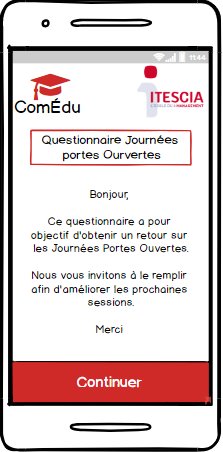 11:44
ComÉdu
ITESCIA
L'ÉCOLE DU MANAGEMENT
Questionnaire Journées
portes Ourvertes
Bonjour,
Ce questionnaire a pour
objectif d'obtenir un retour sur
les Journées Portes Ouvertes.
Nous vous invitons à le remplir
afin d'améliorer les prochaines
sessions.
Merci
Continuer